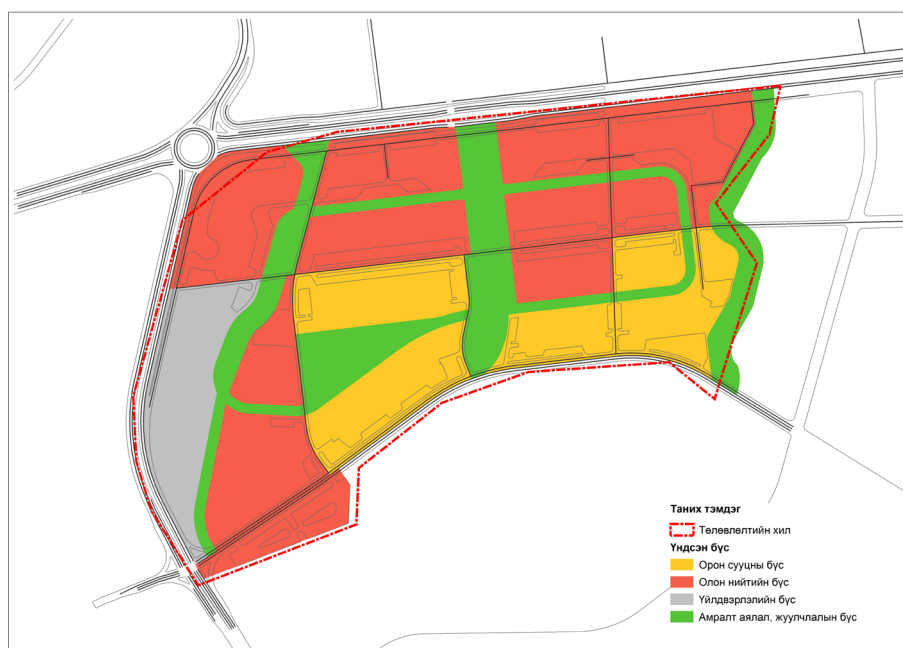 Таних тэмдэг
Төлөвлөлтийн хил
Үндсэн бүс
Орон сууцны бүс
Олон нийтийн бүс
Үйлдвэрлэлийн бүс
Амралт аялал, жуулчлалын бүс